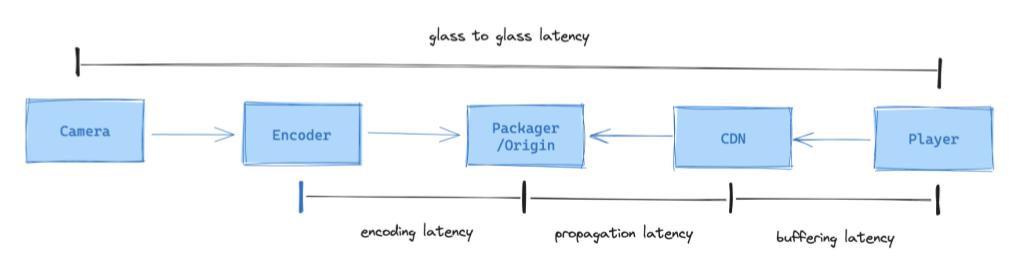 glass to glass latency
Camera
Encoder
Packager
/Origin
CDN
Player
encoding latency
propagation latency
buffering latency